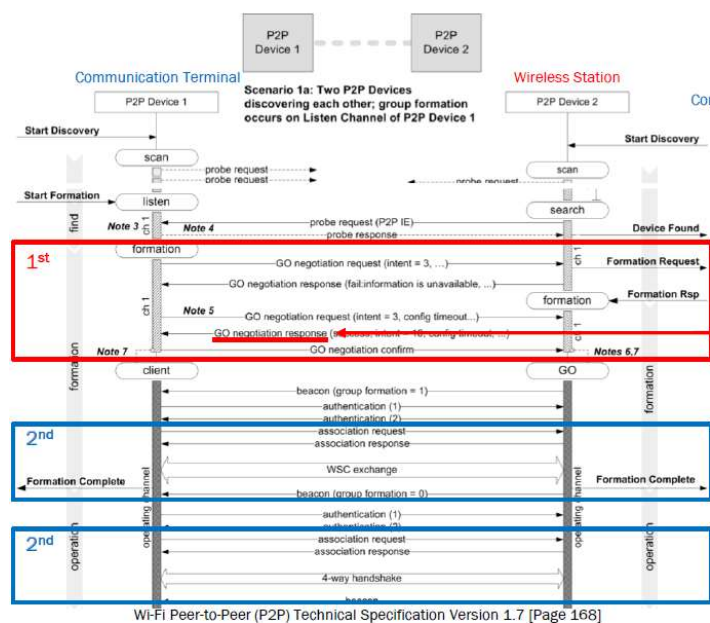 P2P
Device 1
P2P
Device 2
Communication Terminal
Wireless Station
P2P Device 1
Scenario 1a: Two P2P Devices
discovering each other; group formation
occurs on Listen Channel of P2P Device 1
P2P Device 2
Start Discovery
Start Discovery
scan
scan
probe request
probe request
probe request
Start Formation
listen
search
find
Note 3
ch 1
Note 4
probe request (P2P IE)
probe response
Device Found
1st
formation
ch 1
GO negotiation request (intent = 3, ...)
Formation Request
GO negotiation response (fail:information is unavailable, ...)
ch 1
formation
Formation Rsp
Note 5
GO negotiation request (intent = 3, config timeout...)
GO negotiation response
config timeout, ...)
ch 1
Note 7
GO negotiation confirm
Notes 6,7
formation
formation
client
GO
beacon (group formation = 1)
authentication (1)
authentication (2)
2nd
association request
association response
WSC exchange
Formation Complete
Formation Complete
operating channel
operating channel
beacon (group formation = 0)
authentication (1)
2nd
association request
association response
operation
operation
4-way handshake
Wi-Fi Peer-to-Peer (P2P) Technical Specification Version 1.7 [Page 168]